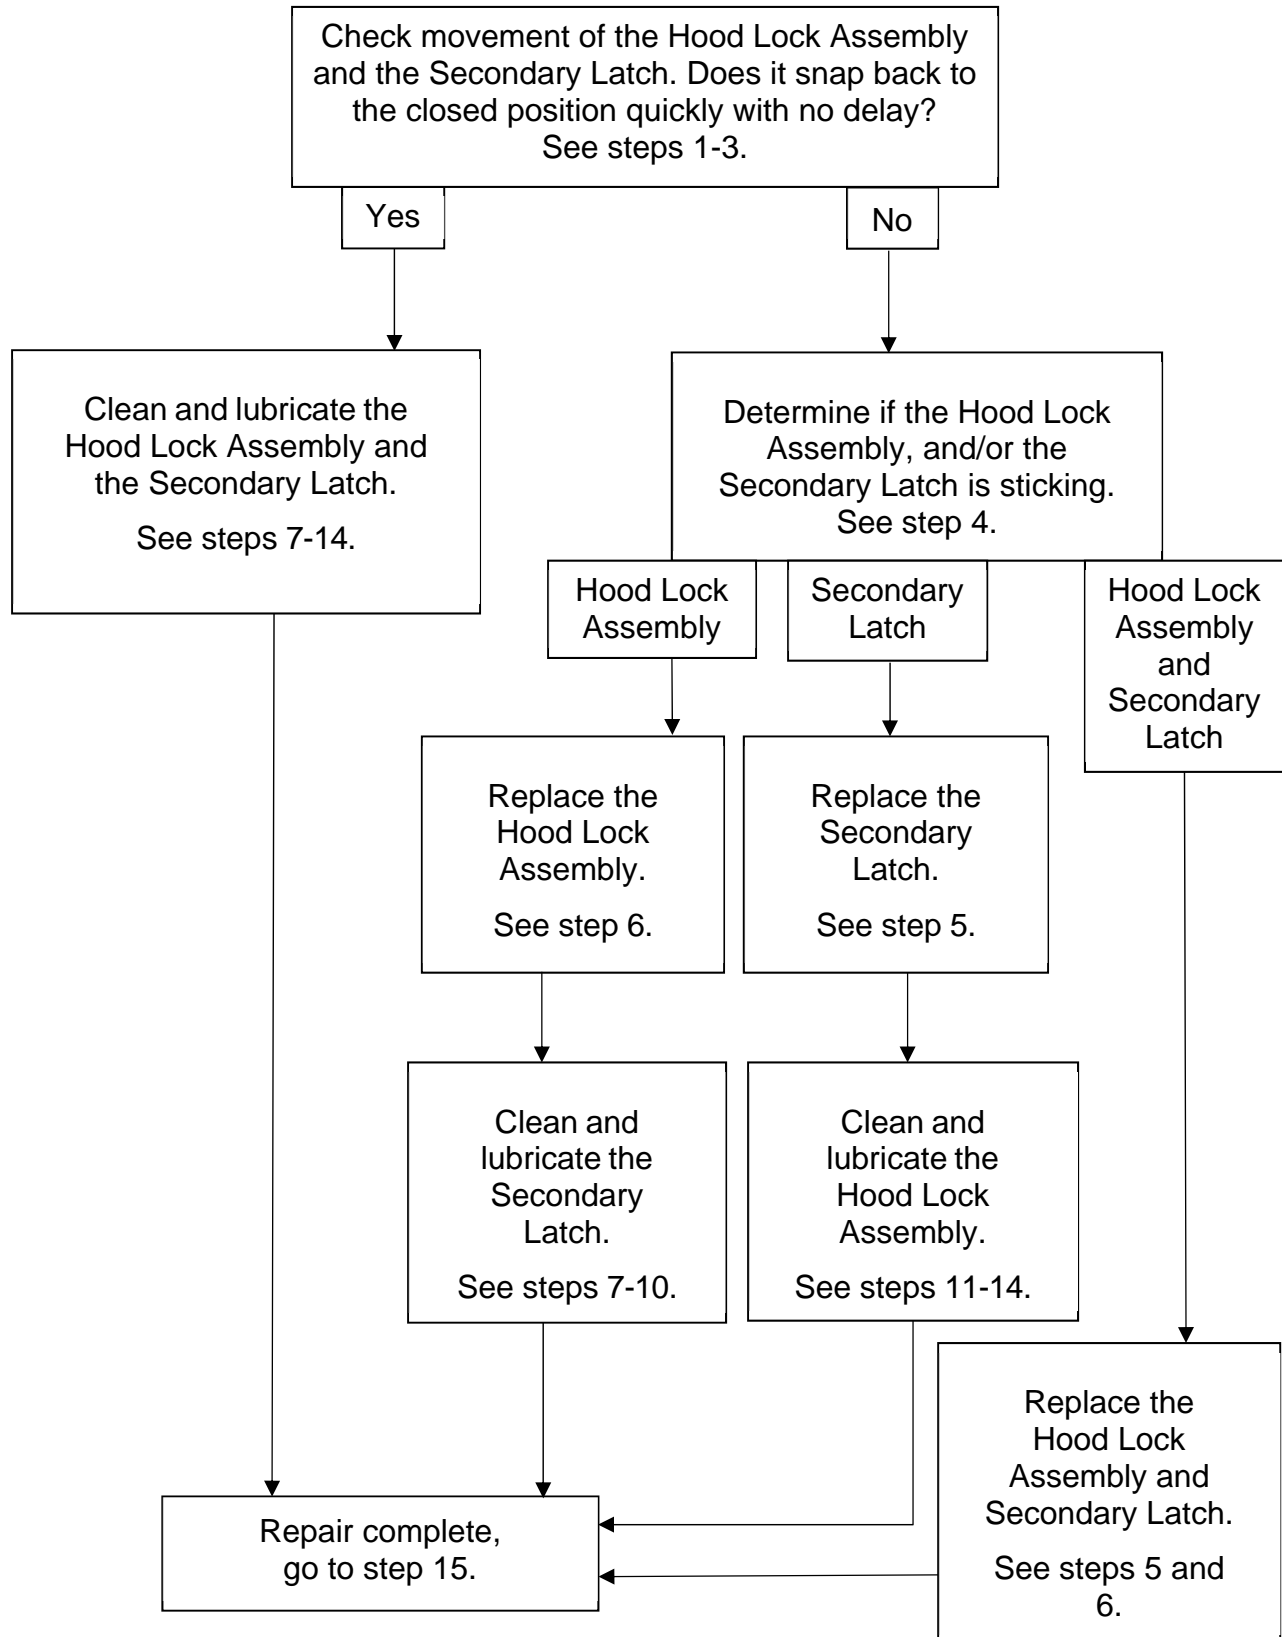 Check movement of the Hood Lock Assembly
and the Secondary Latch. Does it snap back to
the closed position quickly with no delay?
See steps 1-3.
Yes
No
Clean and lubricate the
Hood Lock Assembly and
the Secondary Latch.
See steps 7-14.
Determine if the Hood Lock
Assembly, and/or the
Secondary Latch is sticking.
See step 4.
Hood Lock
Assembly
Secondary
Latch
Hood Lock
Assembly
and
Secondary
Latch
Replace the
Hood Lock
Assembly.
See step 6.
Replace the
Secondary
Latch.
See step 5.
Clean and
lubricate the
Secondary
Latch.
See steps 7-10.
Clean and
lubricate the
Hood Lock
Assembly.
See steps 11-14.
Replace the
Hood Lock
Assembly and
Secondary Latch.
See steps 5 and
6.
Repair complete,
go to step 15.